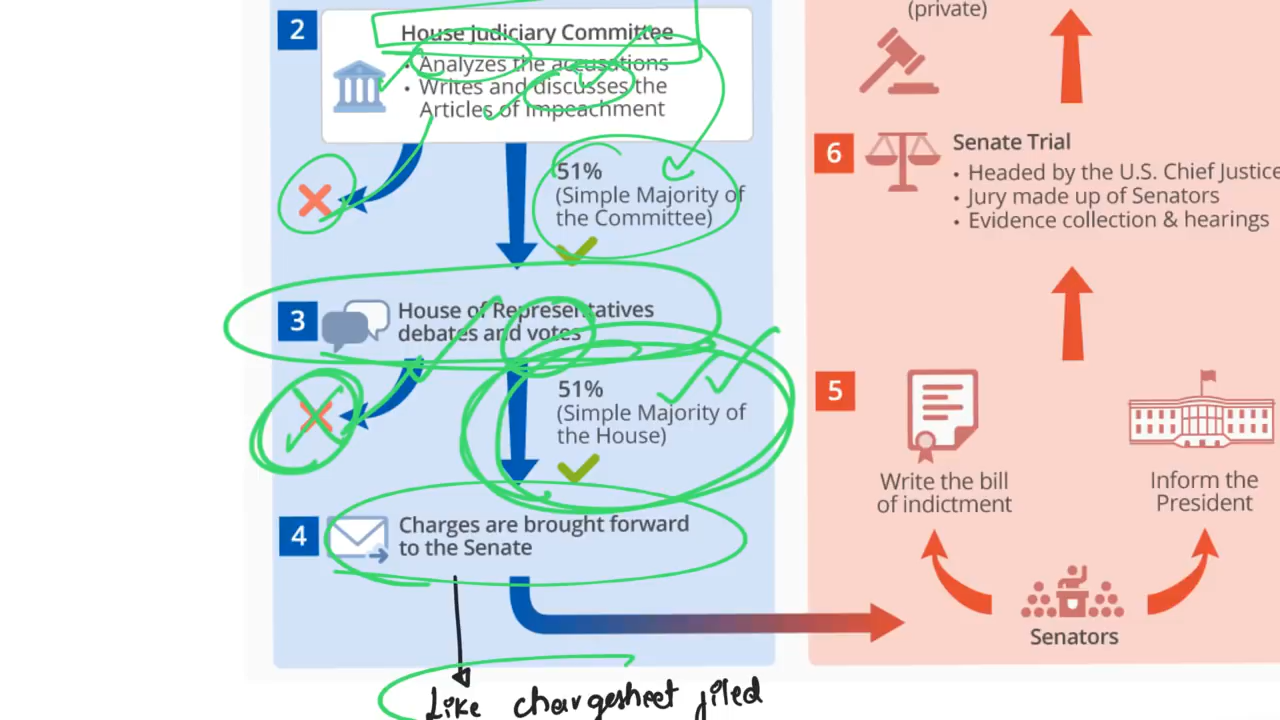 2
House Judiciary Committee
• Analyzes the accusations
• Writes and discusses the
Articles of Impeachment
51%
(Simple Majority of
the Committee)
3
House of Representatives
debates and votes
51%
(Simple Majority of
the House)
4
Charges are brought forward
to the Senate
Like chargesheet filed
(private)
6
Senate Trial
• Headed by the U.S. Chief Justice
• Jury made up of Senators
• Evidence collection & hearings
5
Write the bill
of indictment
Inform the
President
Senators